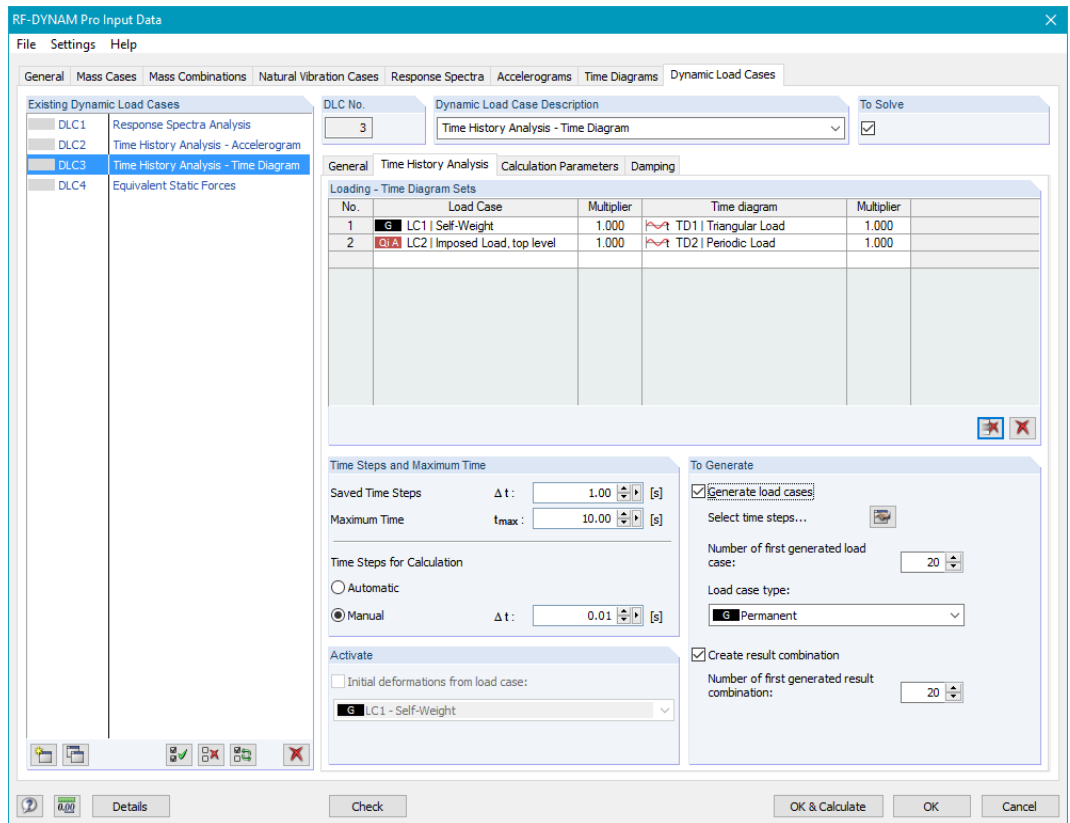 RF-DYNAM Pro Input Data
File Settings Help
General Mass Cases Mass Combinations Natural Vibration Cases Response Spectra Accelerograms Time Diagrams Dynamic Load Cases
Existing Dynamic Load Cases
DLC1 Response Spectra Analysis
DLC2 Time History Analysis - Accelerogram
DLC3 Time History Analysis - Time Diagram
DLC4 Equivalent Static Forces
DLC No.
3
Dynamic Load Case Description
Time History Analysis - Time Diagram
To Solve
General Time History Analysis Calculation Parameters Damping
Loading - Time Diagram Sets
No. Load Case Multiplier Time diagram Multiplier
1 G LC1 | Self-Weight 1.000 TD1 | Triangular Load 1.000
2 Qi A LC2 | Imposed Load, top level 1.000 TD2 | Periodic Load 1.000
Time Steps and Maximum Time
Saved Time Steps Δ t : 1.00 [s]
Maximum Time tmax : 10.00 [s]
Time Steps for Calculation
Automatic
Manual Δ t : 0.01 [s]
Activate
Initial deformations from load case:
G LC1 - Self-Weight
To Generate
Generate load cases
Select time steps...
Number of first generated load
case: 20
Load case type:
G Permanent
Create result combination
Number of first generated result
combination: 20
0.00 Details Check OK & Calculate OK Cancel